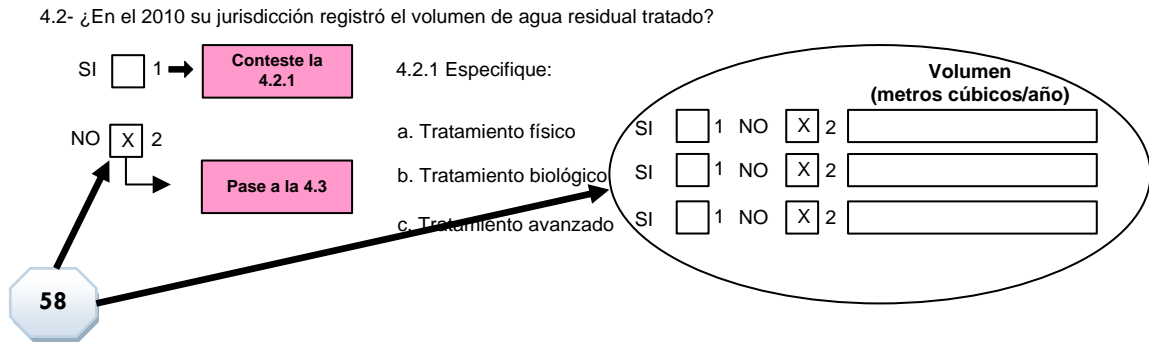 4.2- ¿En el 2010 su jurisdicción registró el volumen de agua residual tratado?
SI 1
Conteste la
4.2.1
NO X 2
Pase a la 4.3
4.2.1 Especifique:
Volumen
(metros cúbicos/año)
a. Tratamiento físico SI 1 NO X 2
b. Tratamiento biológico SI 1 NO X 2
c. Tratamiento avanzado SI 1 NO X 2
58